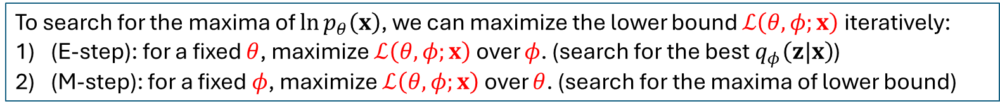 To search for the maxima of ln p_θ(𝐱), we can maximize the lower bound ℒ(θ, ϕ; 𝐱) iteratively:
1) (E-step): for a fixed θ, maximize ℒ(θ, ϕ; 𝐱) over ϕ. (search for the best q_ϕ(𝐳|𝐱))
2) (M-step): for a fixed ϕ, maximize ℒ(θ, ϕ; 𝐱) over θ. (search for the maxima of lower bound)